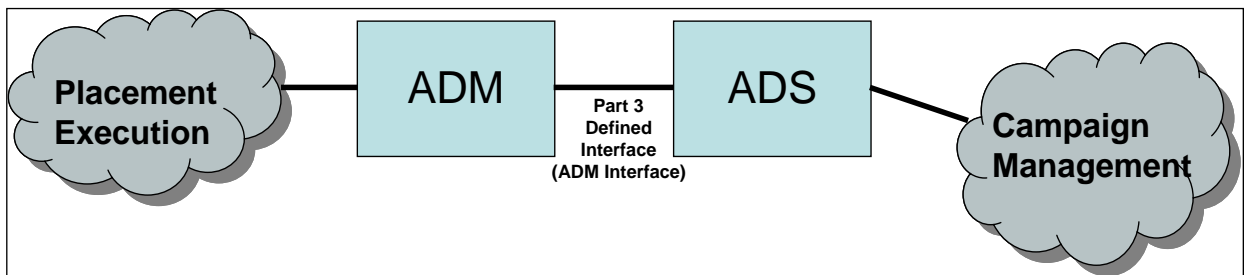 Placement
Execution
ADM
Part 3
Defined
Interface
(ADM Interface)
ADS
Campaign
Management